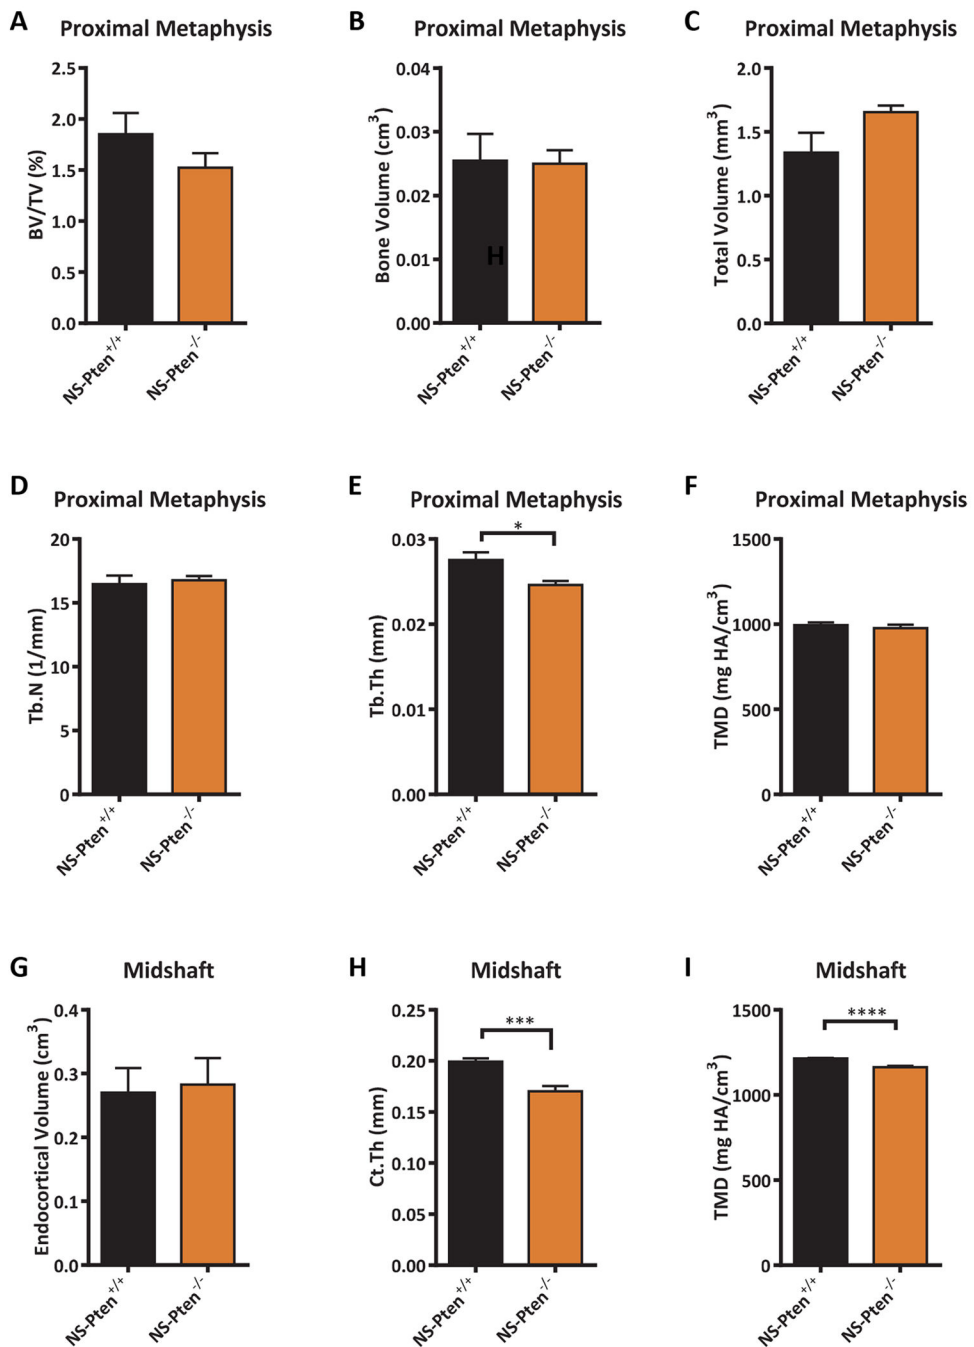 A Proximal Metaphysis
BV/TV (%)
2.5
2.0
1.5
1.0
0.5
0.0
NS-Pten+/+
NS-Pten-/-
B Proximal Metaphysis
Bone Volume (cm3)
0.04
0.03
0.02
0.01
0.00
H
NS-Pten+/+
NS-Pten-/-
C Proximal Metaphysis
Total Volume (mm3)
2.0
1.5
1.0
0.5
0.0
NS-Pten+/+
NS-Pten-/-
D Proximal Metaphysis
Tb.N (1/mm)
20
15
10
5
0
NS-Pten+/+
NS-Pten-/-
E Proximal Metaphysis
Tb.Th (mm)
0.03
0.02
0.01
0.00
*
NS-Pten+/+
NS-Pten-/-
F Proximal Metaphysis
TMD (mg HA/cm3)
1500
1000
500
0
NS-Pten+/+
NS-Pten-/-
G Midshaft
Endocortical Volume (cm3)
0.4
0.3
0.2
0.1
0.0
NS-Pten+/+
NS-Pten-/-
H Midshaft
Ct.Th (mm)
0.25
0.20
0.15
0.20
0.05
0.00
***
NS-Pten+/+
NS-Pten-/-
I Midshaft
TMD (mg HA/cm3)
1500
1000
500
0
****
NS-Pten+/+
NS-Pten-/-